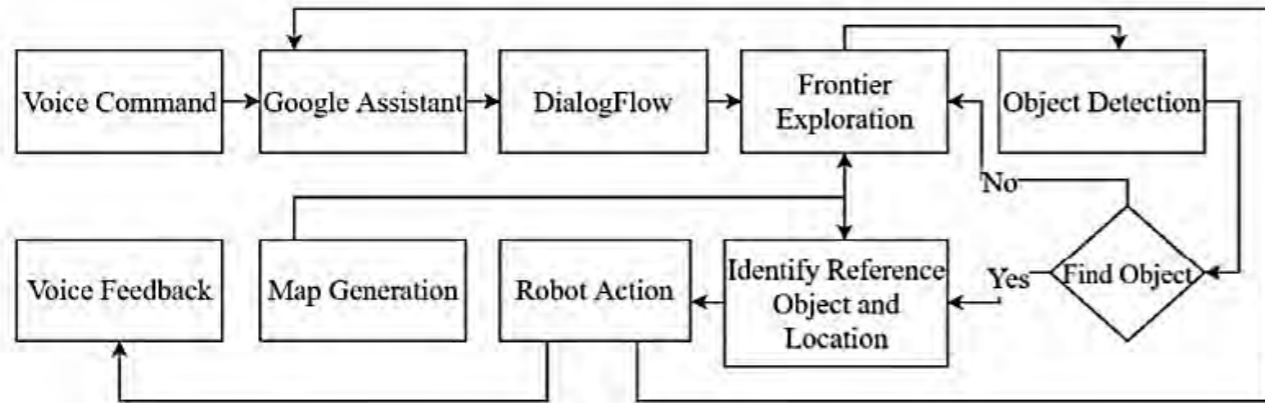 Voice Command
Google Assistant
DialogFlow
Frontier
Exploration
Object Detection
No
Voice Feedback
Map Generation
Robot Action
Identify Reference
Object and
Location
Yes
Find Object